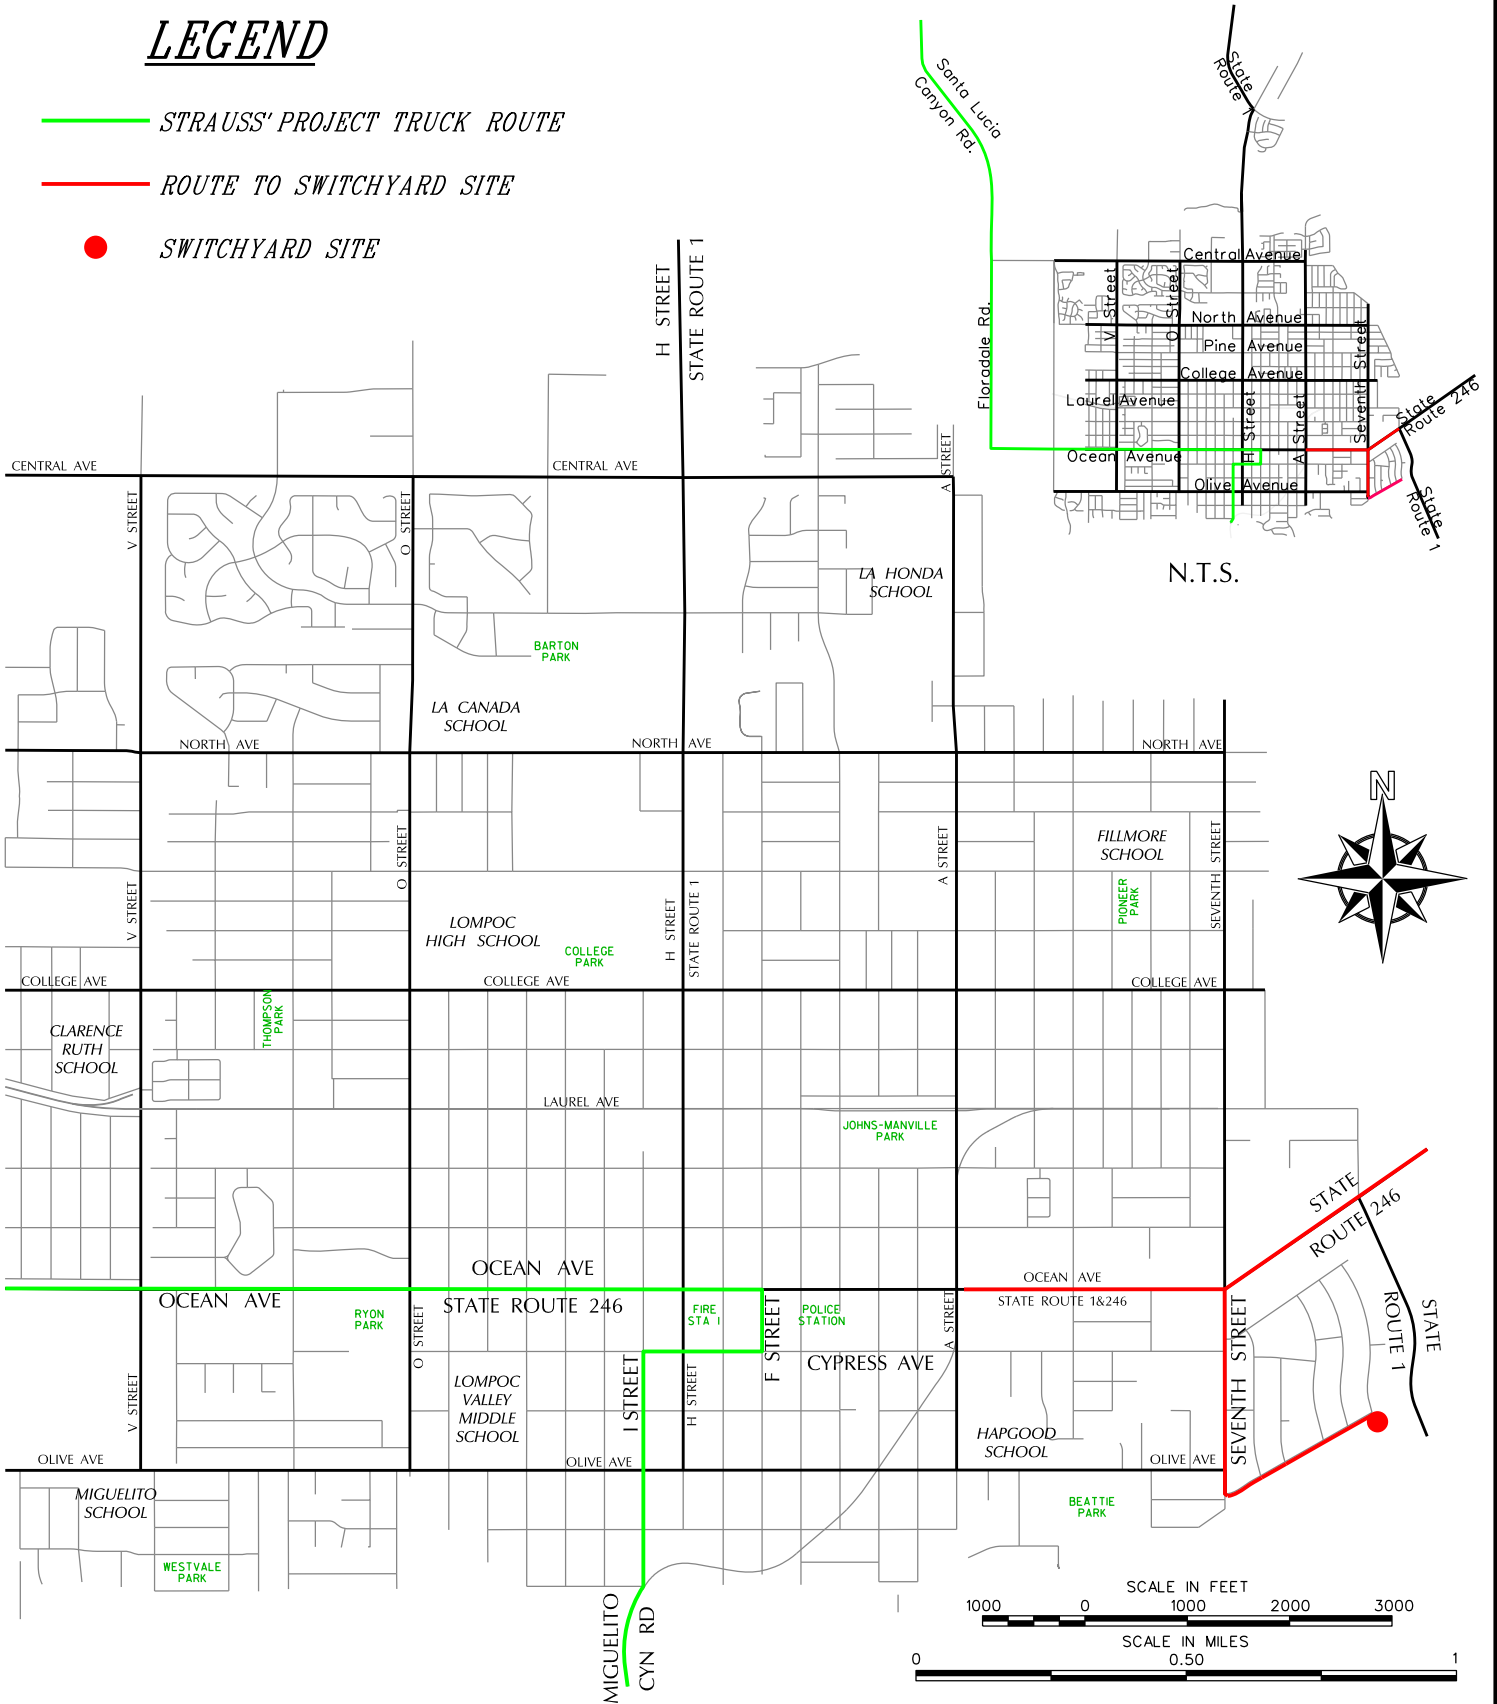 LEGEND
STRAUSS' PROJECT TRUCK ROUTE
ROUTE TO SWITCHYARD SITE
SWITCHYARD SITE
Santa Lucia
Canyon Rd.
State
Route 1
Floradale Rd.
Central Avenue
V Street
O Street
North Avenue
Pine Avenue
College Avenue
Laurel Avenue
H Street
A Street
Seventh Street
State
Route 246
Ocean Avenue
Olive Avenue
State
Route 1
N.T.S.
H STREET
STATE ROUTE 1
CENTRAL AVE
CENTRAL AVE
A STREET
V STREET
O STREET
LA HONDA
SCHOOL
BARTON
PARK
LA CANADA
SCHOOL
NORTH AVE
NORTH AVE
NORTH AVE
N
O STREET
A STREET
FILLMORE
SCHOOL
SEVENTH STREET
V STREET
PIONEER
PARK
LOMPOC
HIGH SCHOOL
H STREET
STATE ROUTE 1
COLLEGE
PARK
COLLEGE AVE
COLLEGE AVE
COLLEGE AVE
THOMPSON
PARK
CLARENCE
RUTH
SCHOOL
LAUREL AVE
JOHNS-MANVILLE
PARK
STATE
ROUTE 246
OCEAN AVE
OCEAN AVE
OCEAN AVE
STATE ROUTE 246
STATE ROUTE 1&246
RYON
PARK
O STREET
FIRE
STA 1
F STREET
POLICE
STATION
A STREET
SEVENTH STREET
STATE
ROUTE 1
CYPRESS AVE
V STREET
LOMPOC
VALLEY
MIDDLE
SCHOOL
I STREET
H STREET
HAPGOOD
SCHOOL
OLIVE AVE
OLIVE AVE
OLIVE AVE
MIGUELITO
SCHOOL
BEATTIE
PARK
WESTVALE
PARK
MIGUELITO
CYN RD
SCALE IN FEET
1000 0 1000 2000 3000
SCALE IN MILES
0 0.50 1